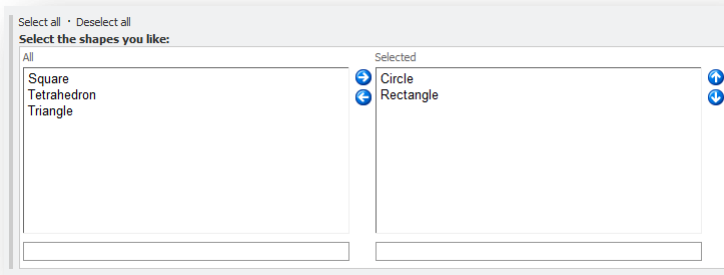 Select all · Deselect all
Select the shapes you like:
All
Square
Tetrahedron
Triangle
Selected
Circle
Rectangle